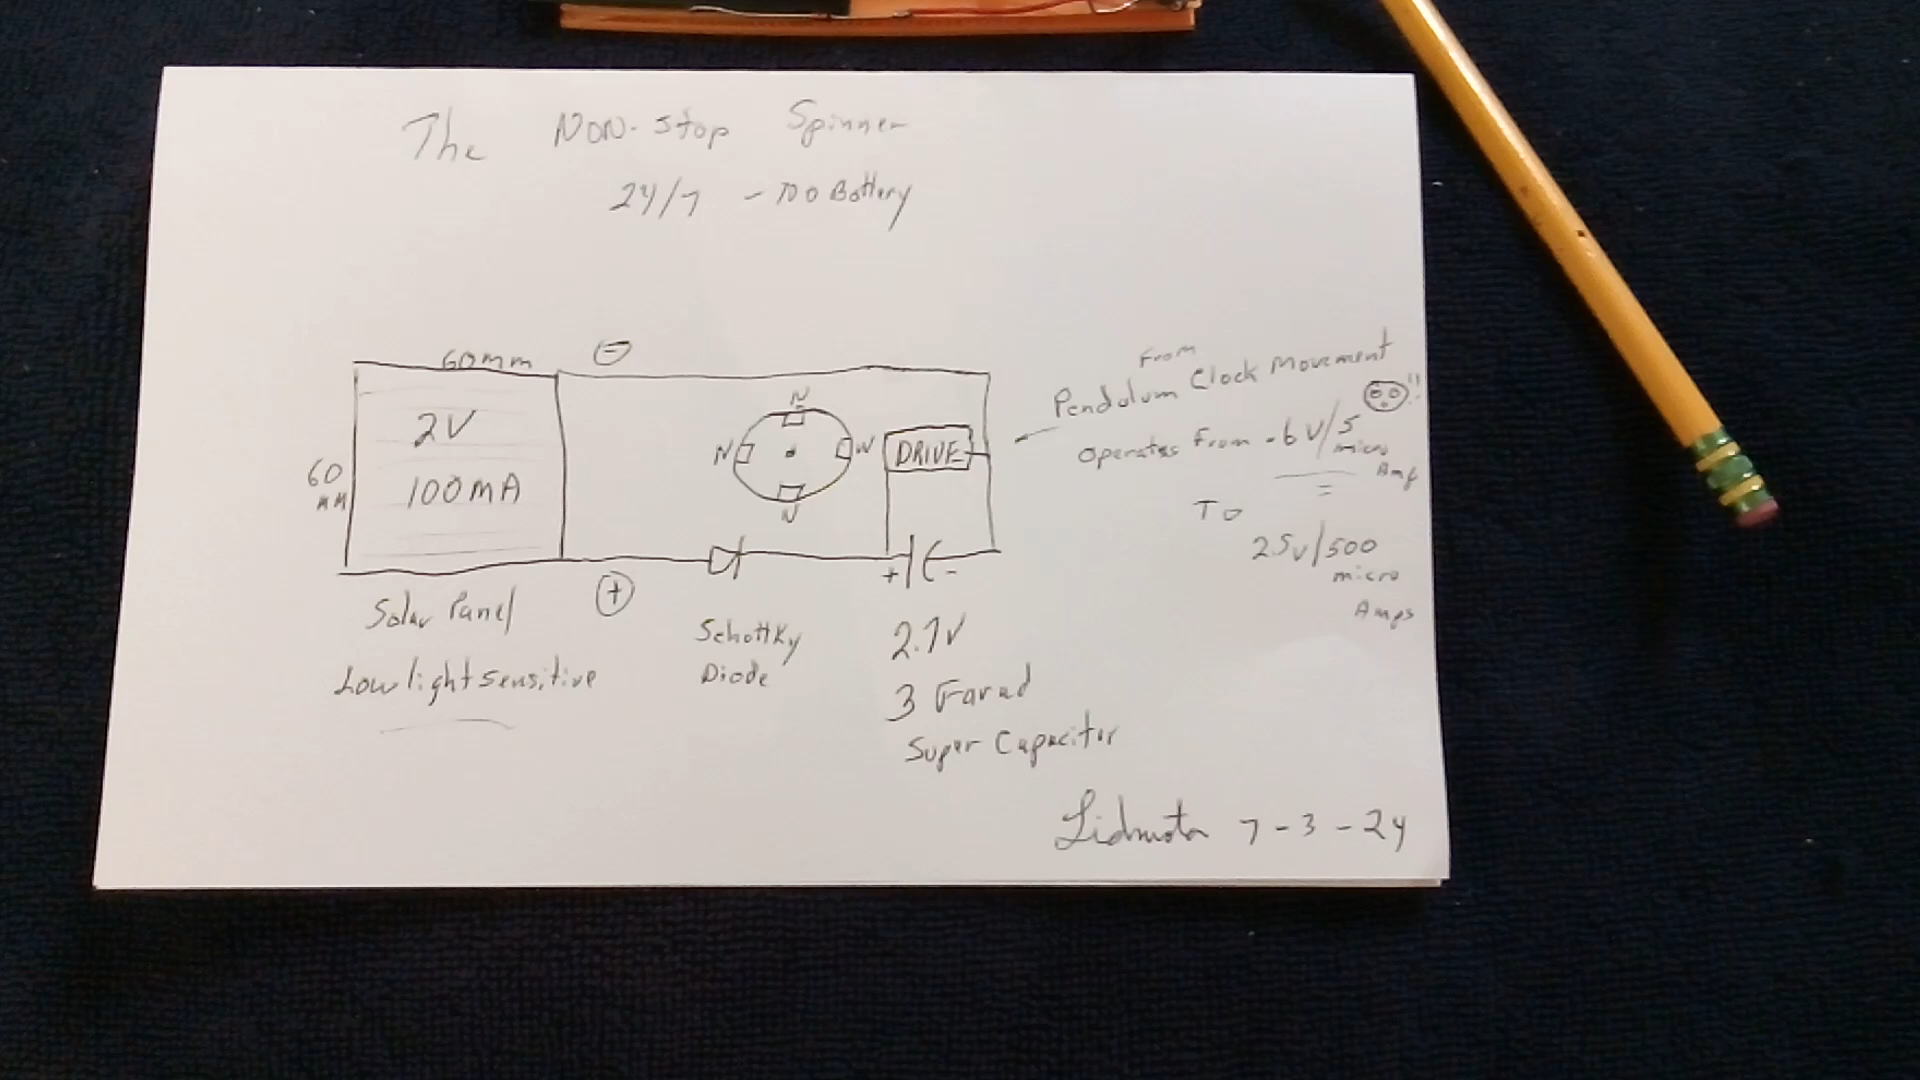 The Non-Stop Spinner
24/7 - No Battery
60mm
-
From
Pendulum Clock Movement
N
N
N
N
DRIVE
Operates From .6V/5
micro
Amp
=
2V
100MA
60
MM
To
25V/500
micro
Amps
+
+
-
Solar Panel
Low light sensitive
Schottky
Diode
2.7V
3 Farad
Super Capacitor
Lidmotor 7-3-24